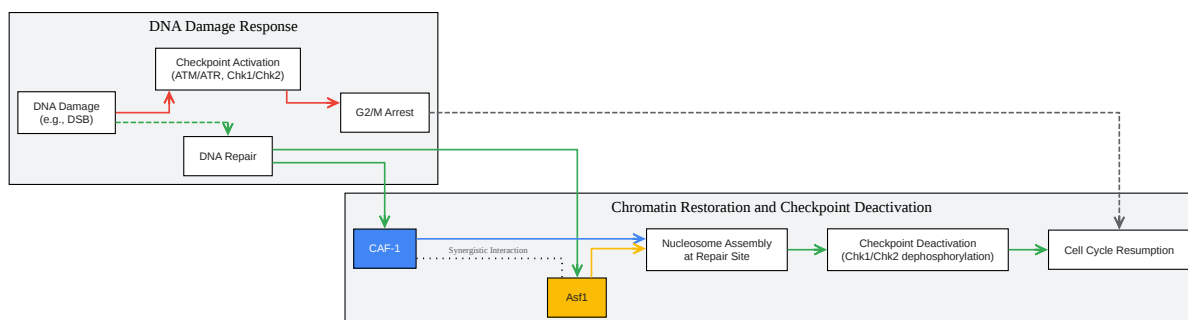 DNA Damage Response
Checkpoint Activation
(ATM/ATR, Chk1/Chk2)
DNA Damage
(e.g., DSB)
G2/M Arrest
DNA Repair
Chromatin Restoration and Checkpoint Deactivation
CAF-1
Synergistic Interaction
Nucleosome Assembly
at Repair Site
Checkpoint Deactivation
(Chk1/Chk2 dephosphorylation)
Cell Cycle Resumption
Asf1